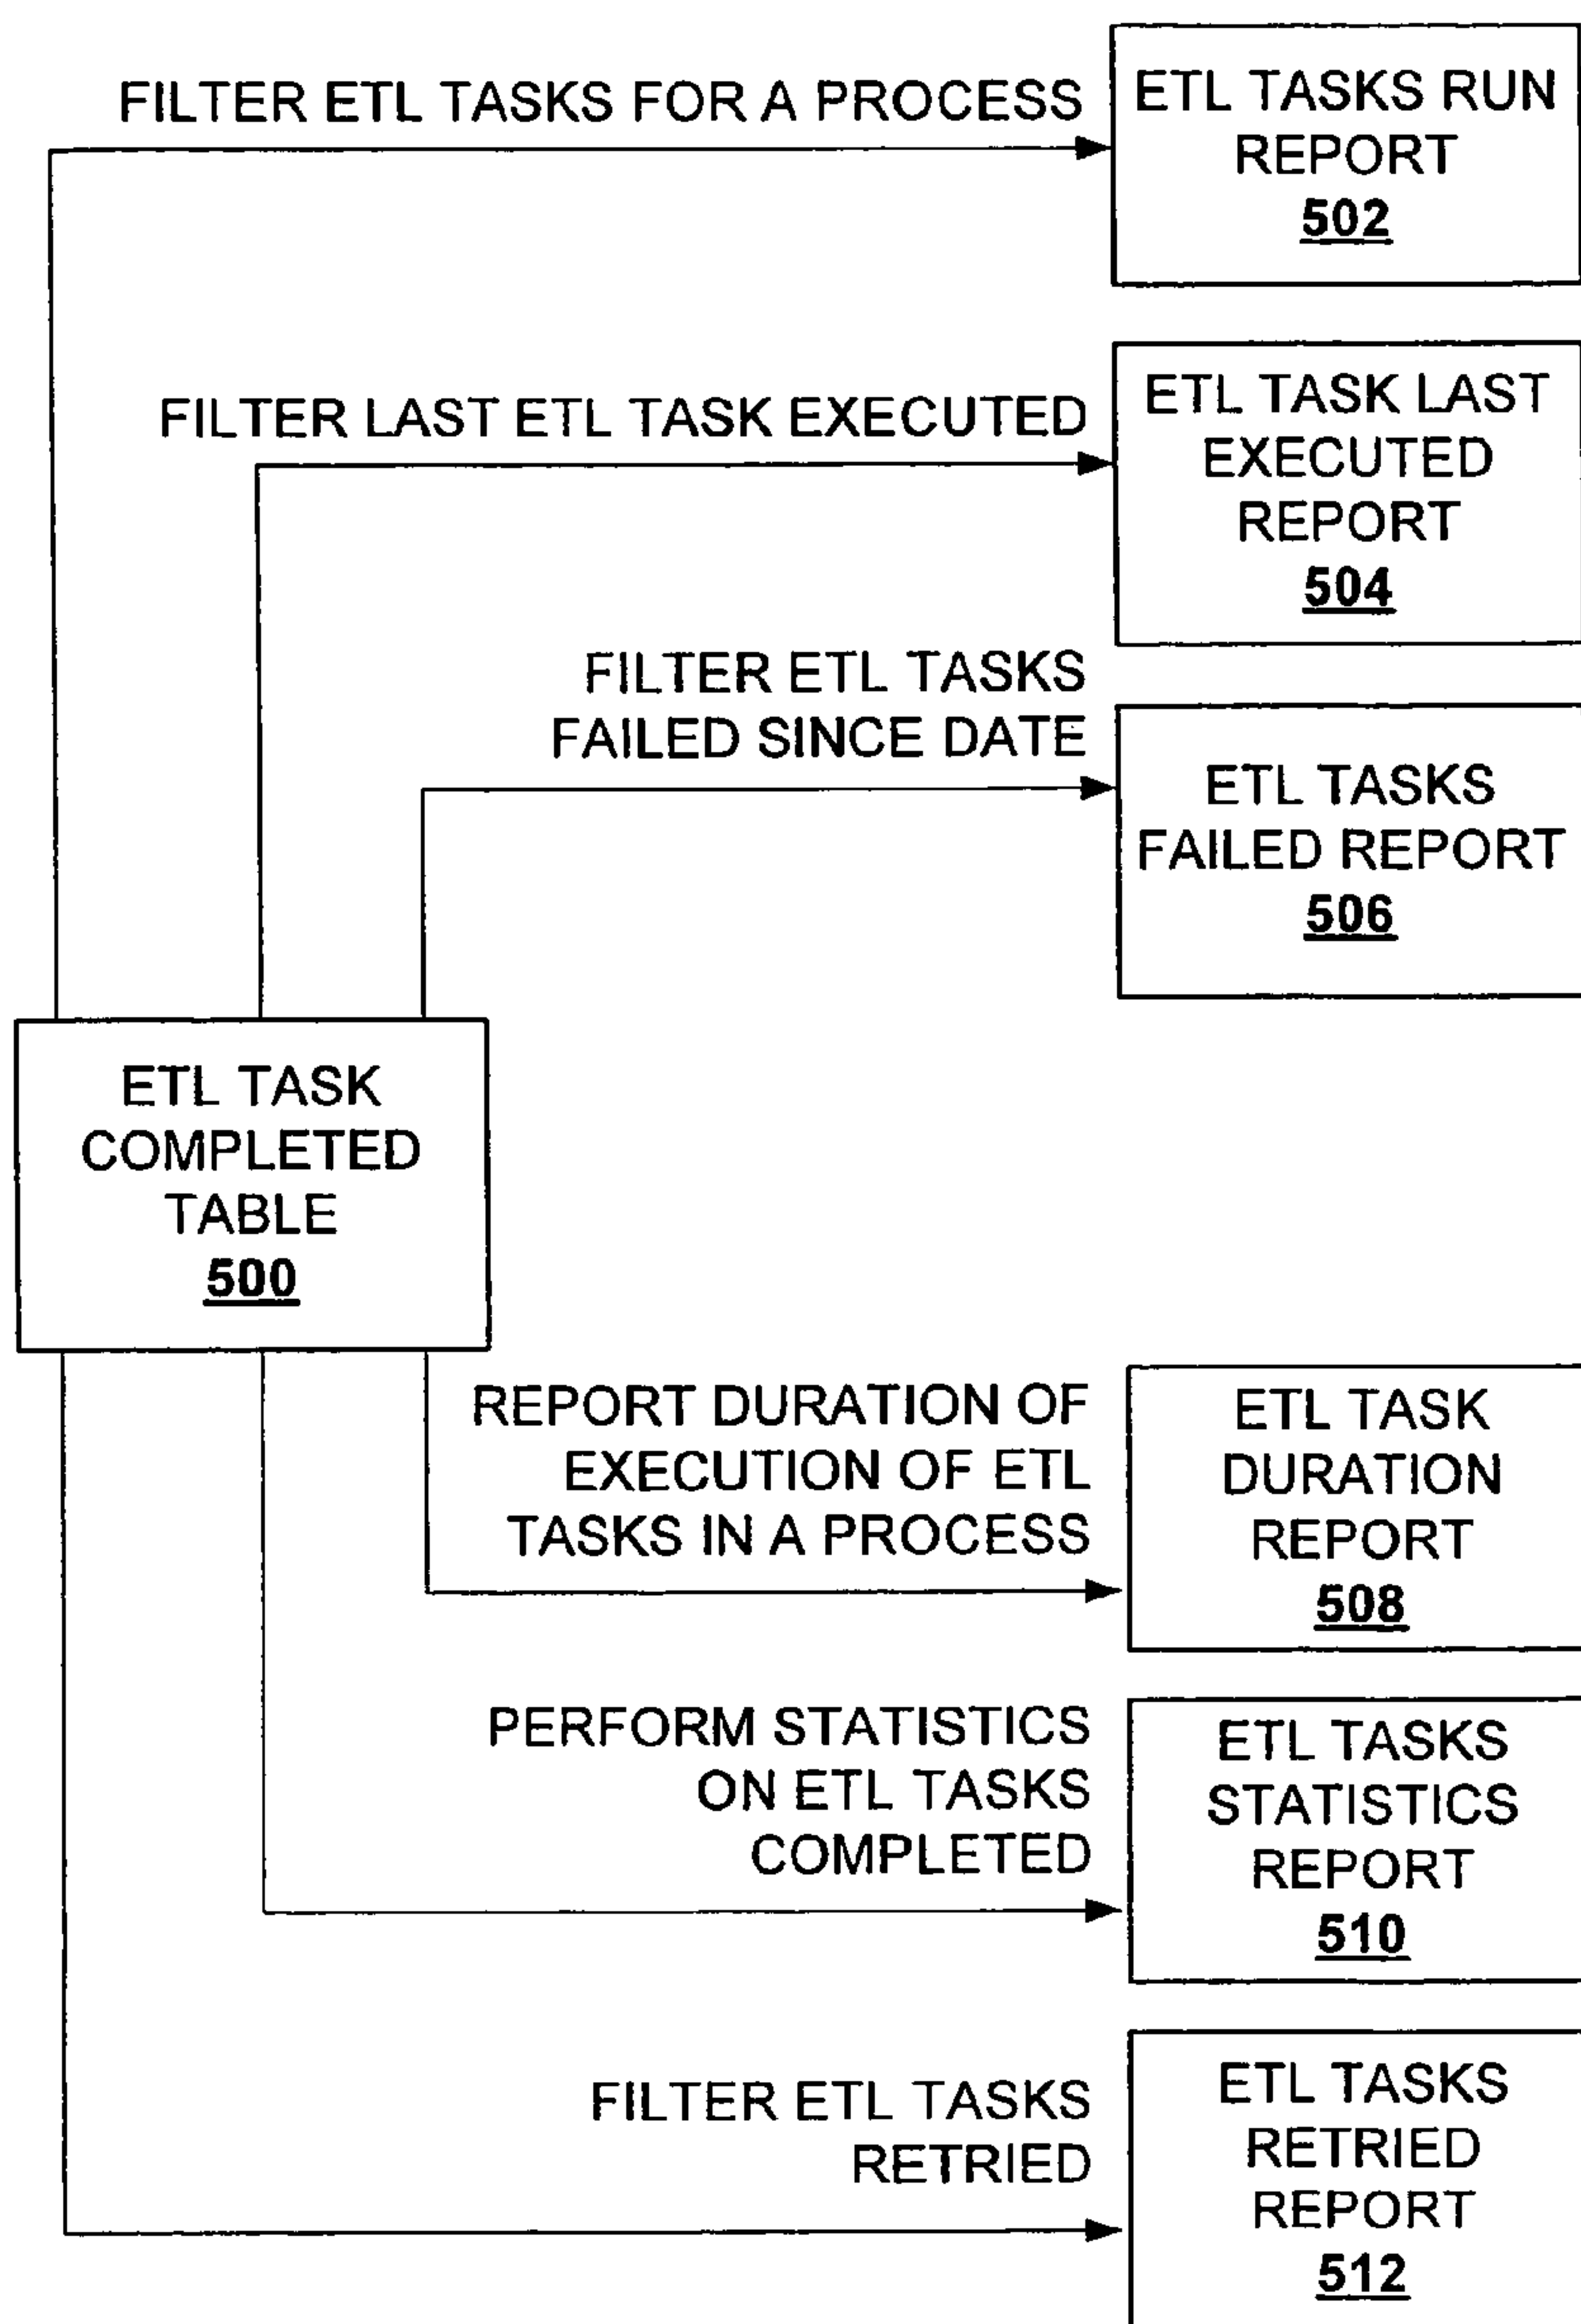 FILTER ETL TASKS FOR A PROCESS
ETL TASKS RUN
REPORT
502
FILTER LAST ETL TASK EXECUTED
ETL TASK LAST
EXECUTED
REPORT
504
FILTER ETL TASKS
FAILED SINCE DATE
ETL TASKS
FAILED REPORT
506
ETL TASK
COMPLETED
TABLE
500
REPORT DURATION OF
EXECUTION OF ETL
TASKS IN A PROCESS
ETL TASK
DURATION
REPORT
508
PERFORM STATISTICS
ON ETL TASKS
COMPLETED
ETL TASKS
STATISTICS
REPORT
510
FILTER ETL TASKS
RETRIED
ETL TASKS
RETRIED
REPORT
512